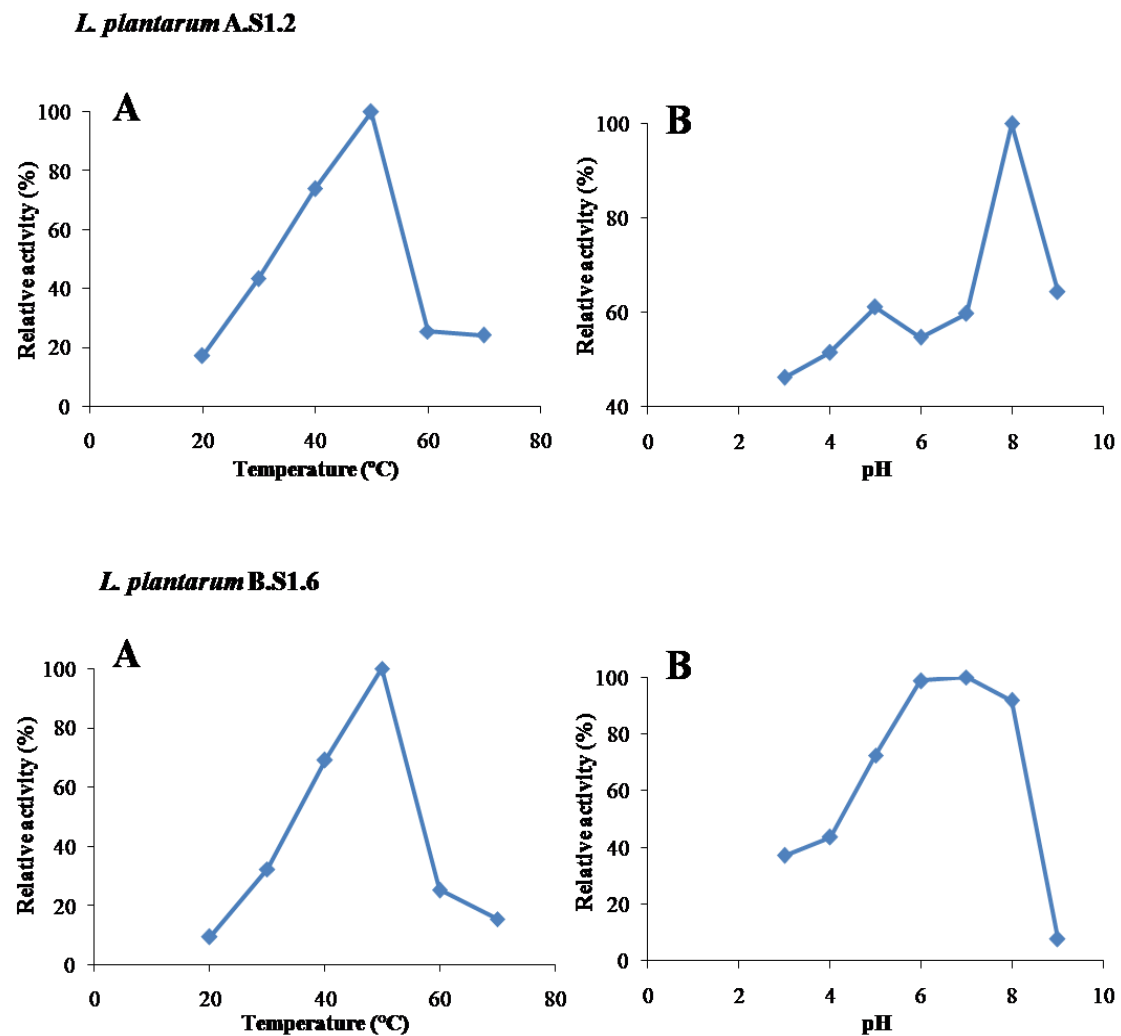 L. plantarum A.S1.2
A
Relative activity (%)
100
80
60
40
20
0
0 20 40 60 80
Temperature (ºC)
B
Relative activity (%)
100
80
60
40
0 2 4 6 8 10
pH
L. plantarum B.S1.6
A
Relative activity (%)
100
80
60
40
20
0
0 20 40 60 80
Temperature (ºC)
B
Relative activity (%)
100
80
60
40
20
0
0 2 4 6 8 10
pH